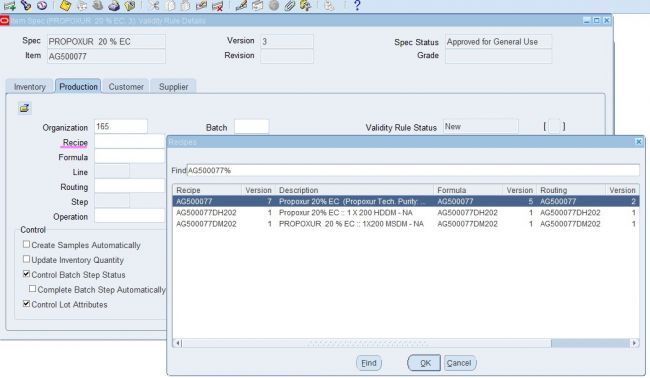 Item Spec (PROPOXUR 20 % EC, 3) Validity Rule Details
Spec PROPOXUR 20 % EC Version 3 Spec Status Approved for General Use
Item AG500077 Revision Grade
Inventory Production Customer Supplier
Organization 165 Batch Validity Rule Status New [ ]
Recipe
Formula
Line
Routing
Step
Operation
Control
Create Samples Automatically
Update Inventory Quantity
Control Batch Step Status
Complete Batch Step Automatically
Control Lot Attributes
Recipes
Find AG500077%
Recipe Version Description Formula Version Routing Version
AG500077 7 Propoxur 20% EC (Propoxur Tech. Purity: ... AG500077 5 AG500077 2
AG500077DH202 1 Propoxur 20% EC :: 1 X 200 HDDM - NA AG500077DH202 1 AG500077DH202 1
AG500077DM202 1 PROPOXUR 20 % EC :: 1X200 MSDM - NA AG500077DM202 1 AG500077DM202 1
Find OK Cancel